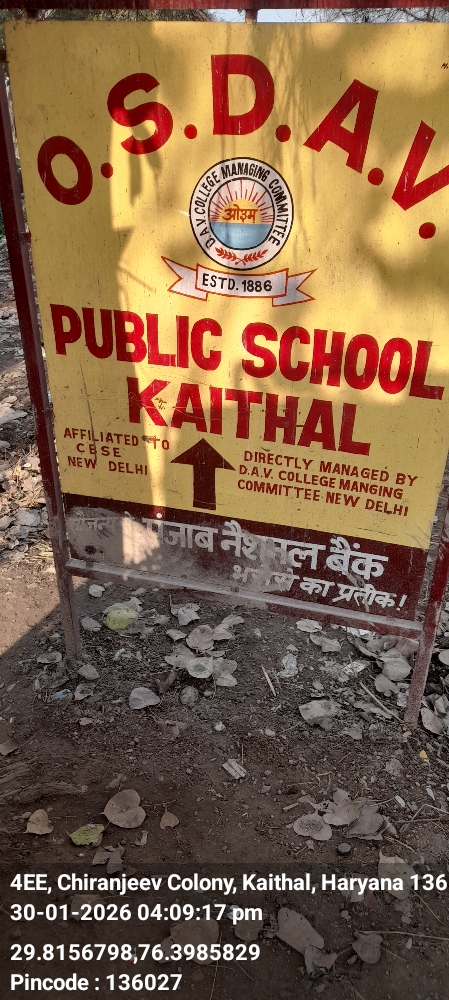 O.S.D.A.V.
D.A.V COLLEGE MANAGING COMMITTEE
ओ३म्
ESTD. 1886
PUBLIC SCHOOL
KAITHAL
AFFILIATED TO
CBSE
NEW DELHI
DIRECTLY MANAGED BY
D.A.V. COLLEGE MANGING
COMMITTEE NEW DELHI
पंजाब नैशनल बैंक
भरोसे का प्रतीक!
4EE, Chiranjeev Colony, Kaithal, Haryana 136
30-01-2026 04:09:17 pm
29.8156798,76.3985829
Pincode : 136027